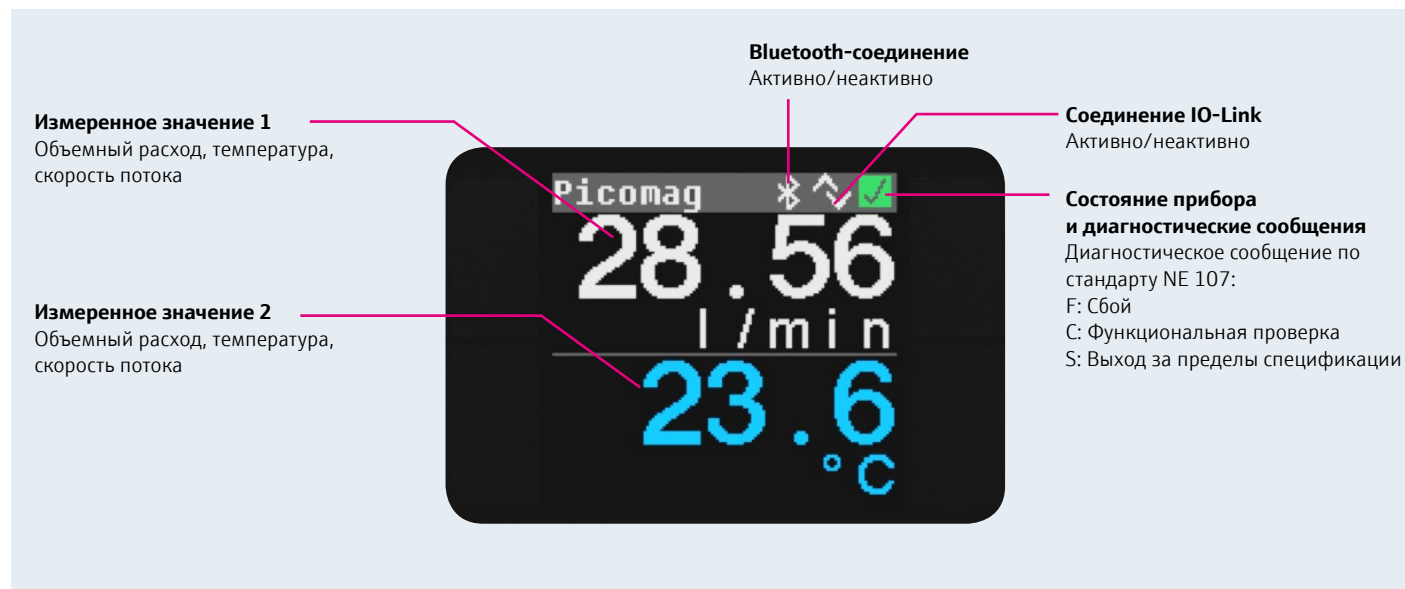 Bluetooth-соединение
Активно/неактивно
Измеренное значение 1
Объемный расход, температура,
скорость потока
Соединение IO-Link
Активно/неактивно
Состояние прибора
и диагностические сообщения
Диагностическое сообщение по
стандарту NE 107:
F: Сбой
C: Функциональная проверка
S: Выход за пределы спецификации
Измеренное значение 2
Объемный расход, температура,
скорость потока
Picomag
28.56
l/min
23.6
°C